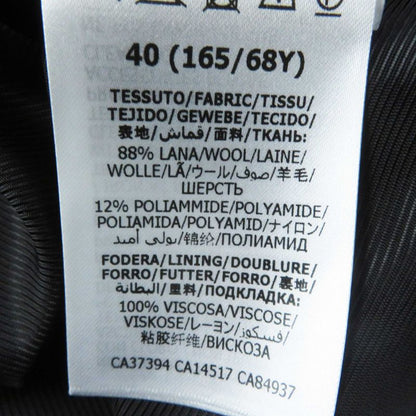 40 (165/68Y)
TESSUTO/FABRIC/TISSU/
TEJIDO/GEWEBE/TECIDO/
表地/قماش/面料/ТКАНЬ:
88% LANA/WOOL/LAINE/
WOLLE/LÃ/ウール/صوف/羊毛/
ШЕРСТЬ
12% POLIAMMIDE/POLYAMIDE/
POLIAMIDA/POLYAMID/ナイロン/
بولي أميد/锦纶/ПОЛИАМИД
FODERA/LINING/DOUBLURE/
FORRO/FUTTER/FORRO/裏地/
البطانة/里料/ПОДКЛАДКА:
100% VISCOSA/VISCOSE/
VISKOSE/レーヨン/فسكوز/
粘胶纤维/ВИСКОЗА
CA37394 CA14517 CA84937